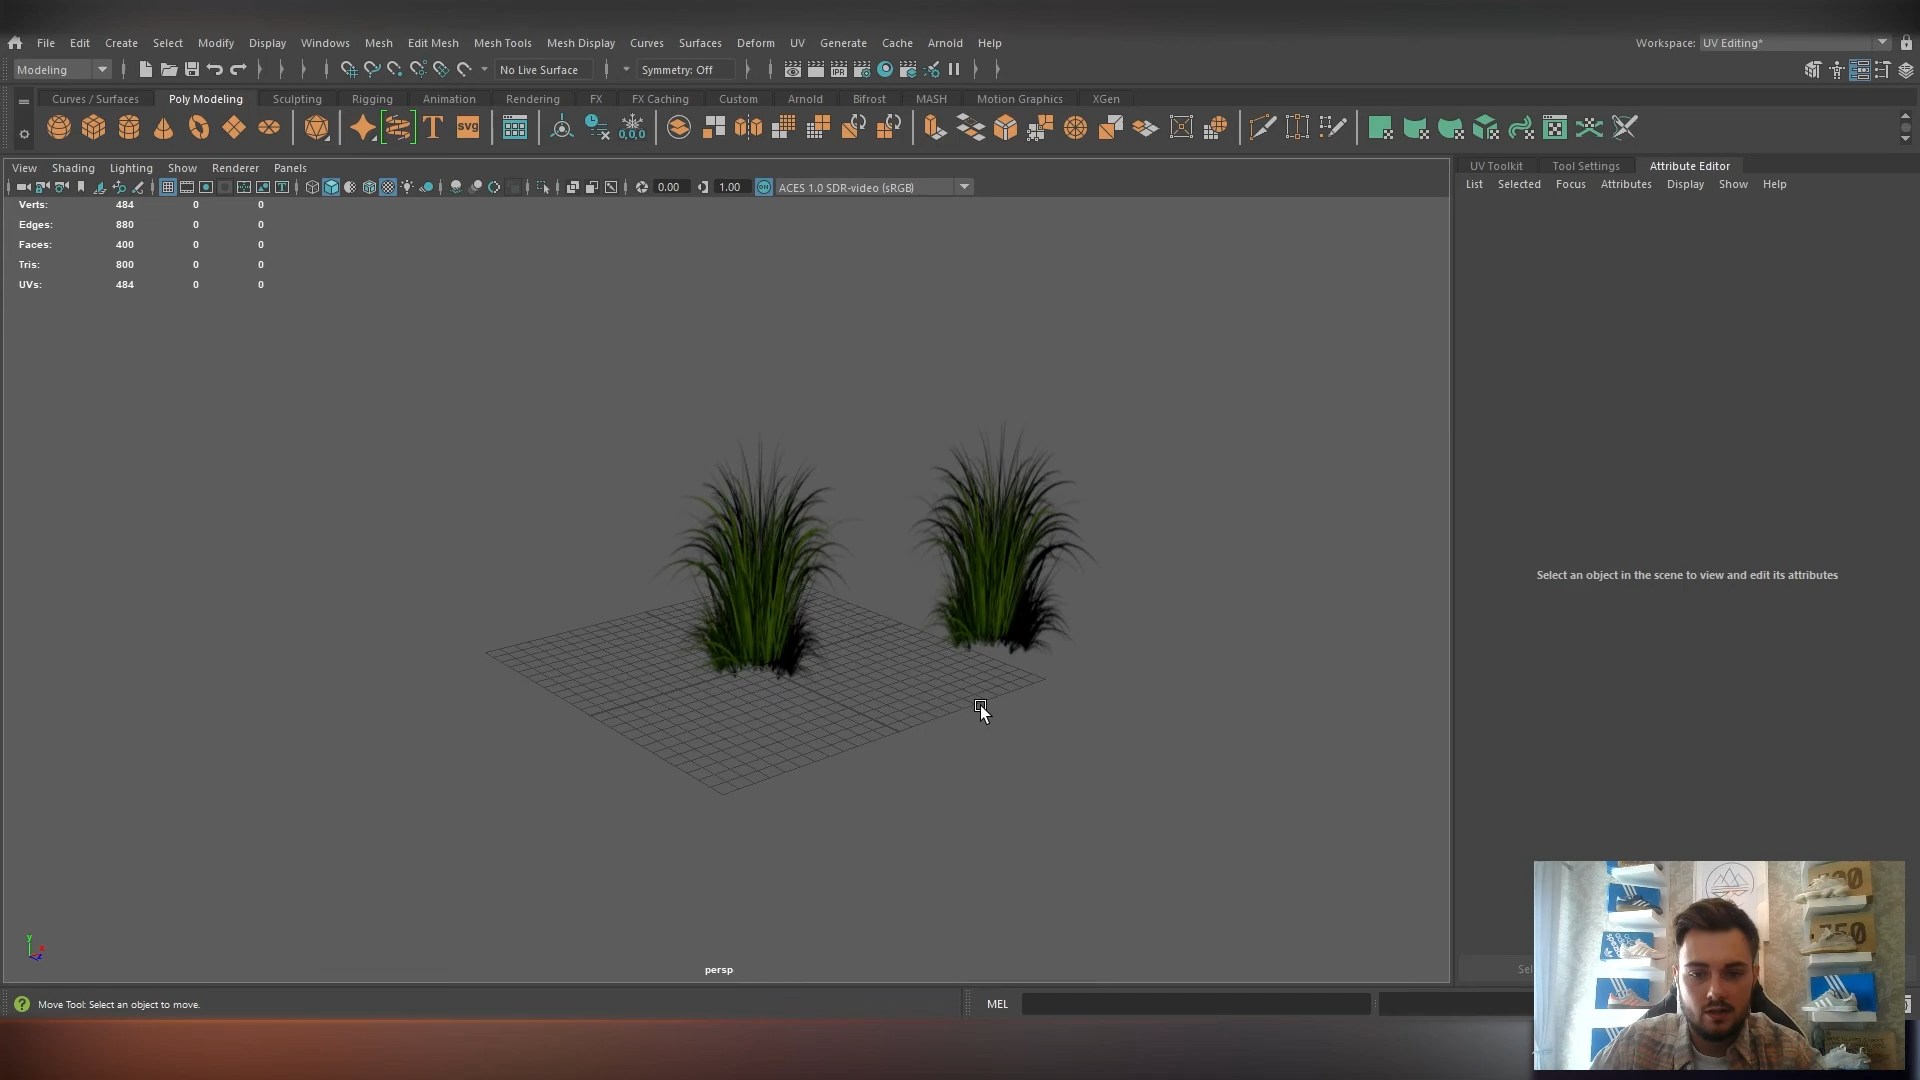 File Edit Create Select Modify Display Windows Mesh Edit Mesh Mesh Tools Mesh Display Curves Surfaces Deform UV Generate Cache Arnold Help Workspace: UV Editing*
Modeling No Live Surface Symmetry: Off IPR
Curves / Surfaces Poly Modeling Sculpting Rigging Animation Rendering FX FX Caching Custom Arnold Bifrost MASH Motion Graphics XGen
T SVG 0,0,0
View Shading Lighting Show Renderer Panels UV Toolkit Tool Settings Attribute Editor
0.00 1.00 ON ACES 1.0 SDR-video (sRGB) List Selected Focus Attributes Display Show Help
Verts: 484 0 0
Edges: 880 0 0
Faces: 400 0 0
Tris: 800 0 0
UVs: 484 0 0
Select an object in the scene to view and edit its attributes
y
x
z
persp
Move Tool: Select an object to move. MEL